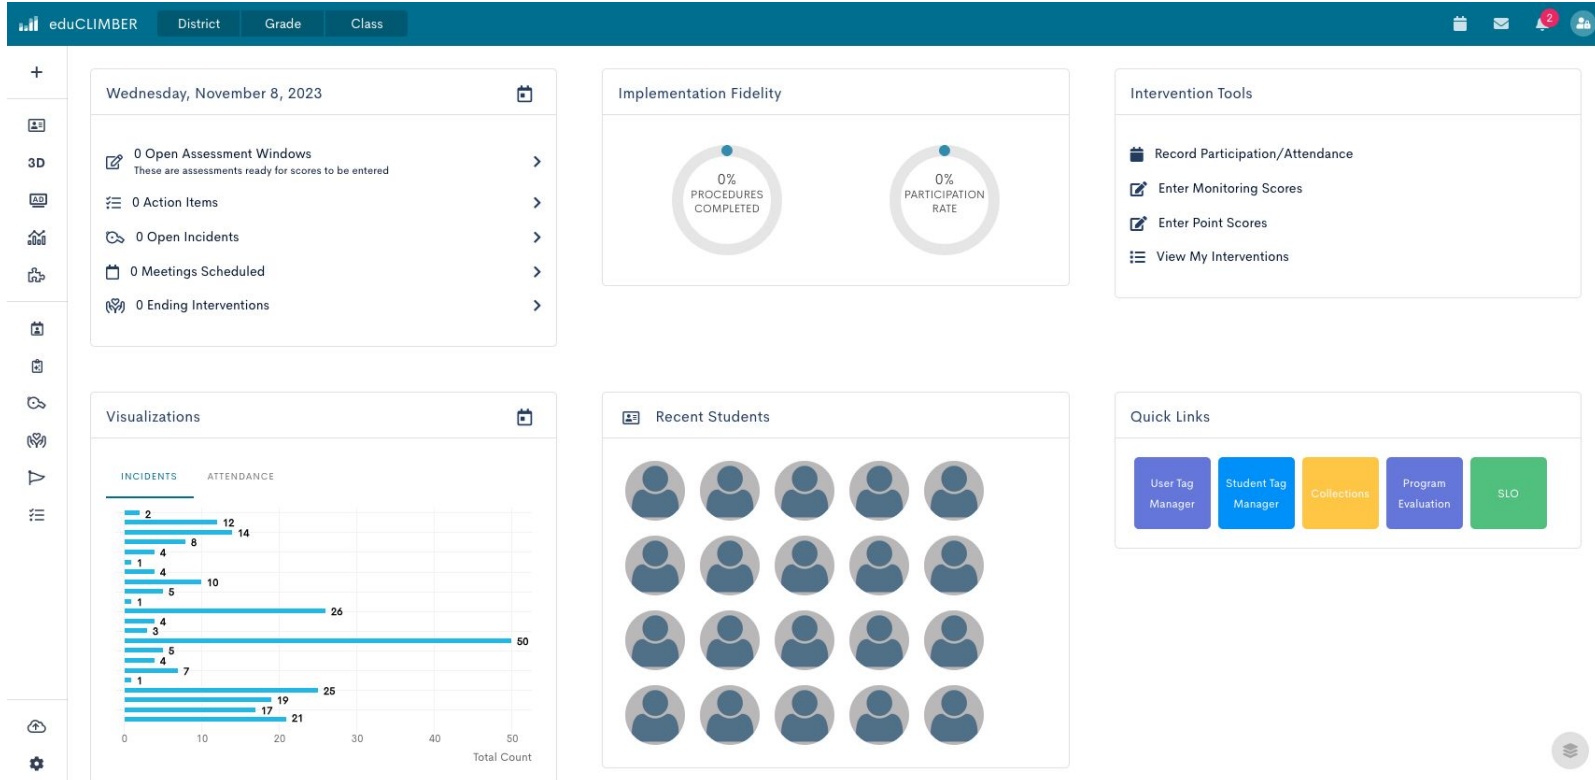 eduCLIMBER District Grade Class 2
Wednesday, November 8, 2023
0 Open Assessment Windows
These are assessments ready for scores to be entered
0 Action Items
0 Open Incidents
0 Meetings Scheduled
0 Ending Interventions
Implementation Fidelity
0%
PROCEDURES
COMPLETED
0%
PARTICIPATION
RATE
Intervention Tools
Record Participation/Attendance
Enter Monitoring Scores
Enter Point Scores
View My Interventions
3D
AD
Visualizations
INCIDENTS ATTENDANCE
2
12
14
8
4
1
4
10
5
1
26
4
3
50
5
4
7
1
25
19
17
21
0 10 20 30 40 50
Total Count
Recent Students
Quick Links
User Tag
Manager
Student Tag
Manager
Collections
Program
Evaluation
SLO